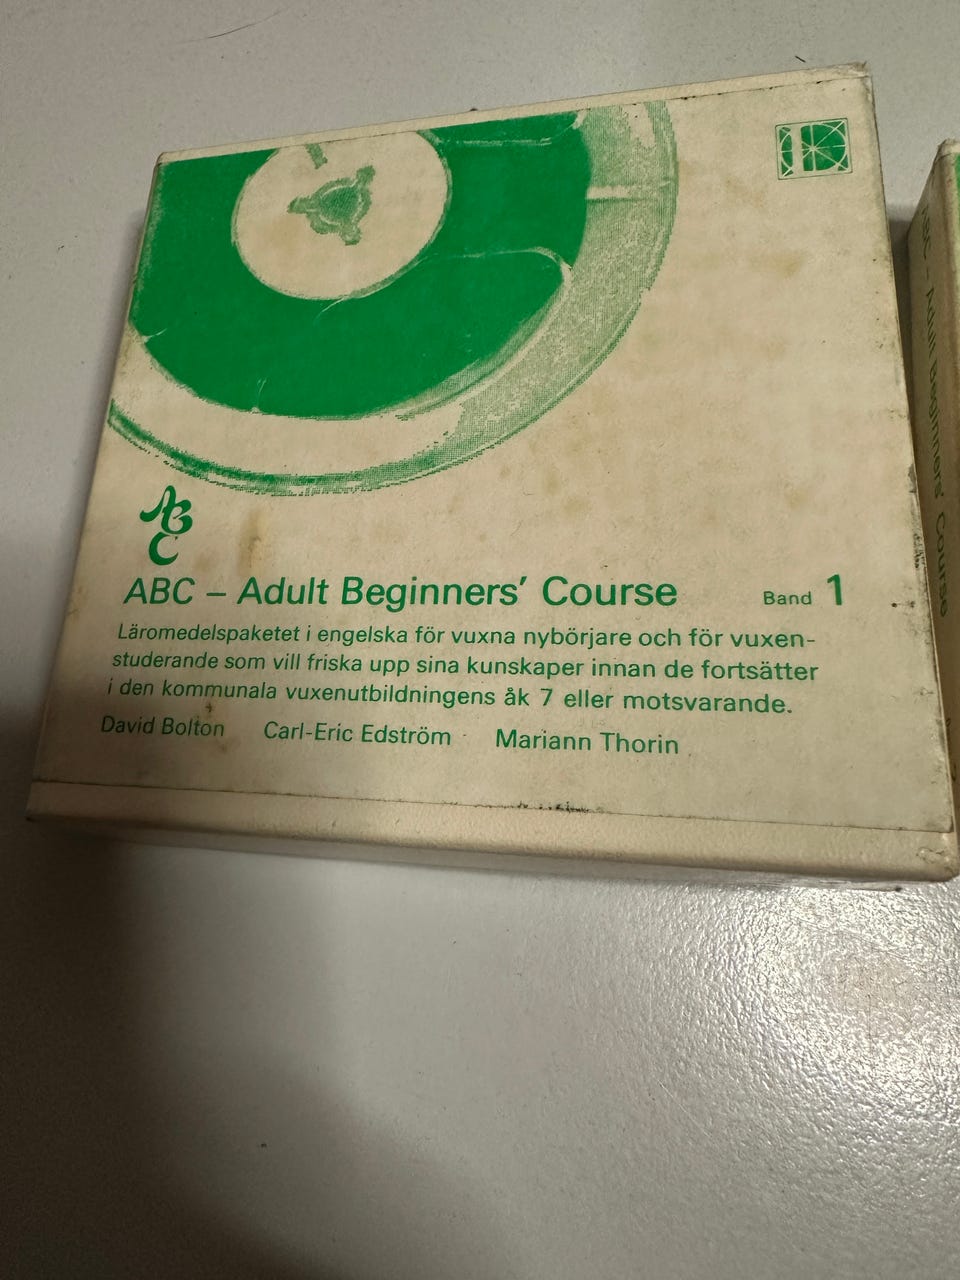 ABC
ABC – Adult Beginners' Course Band 1
Läromedelspaketet i engelska för vuxna nybörjare och för vuxen-
studerande som vill friska upp sina kunskaper innan de fortsätter
i den kommunala vuxenutbildningens åk 7 eller motsvarande.
David Bolton Carl-Eric Edström Mariann Thorin
ABC – Adult Beginners' Course